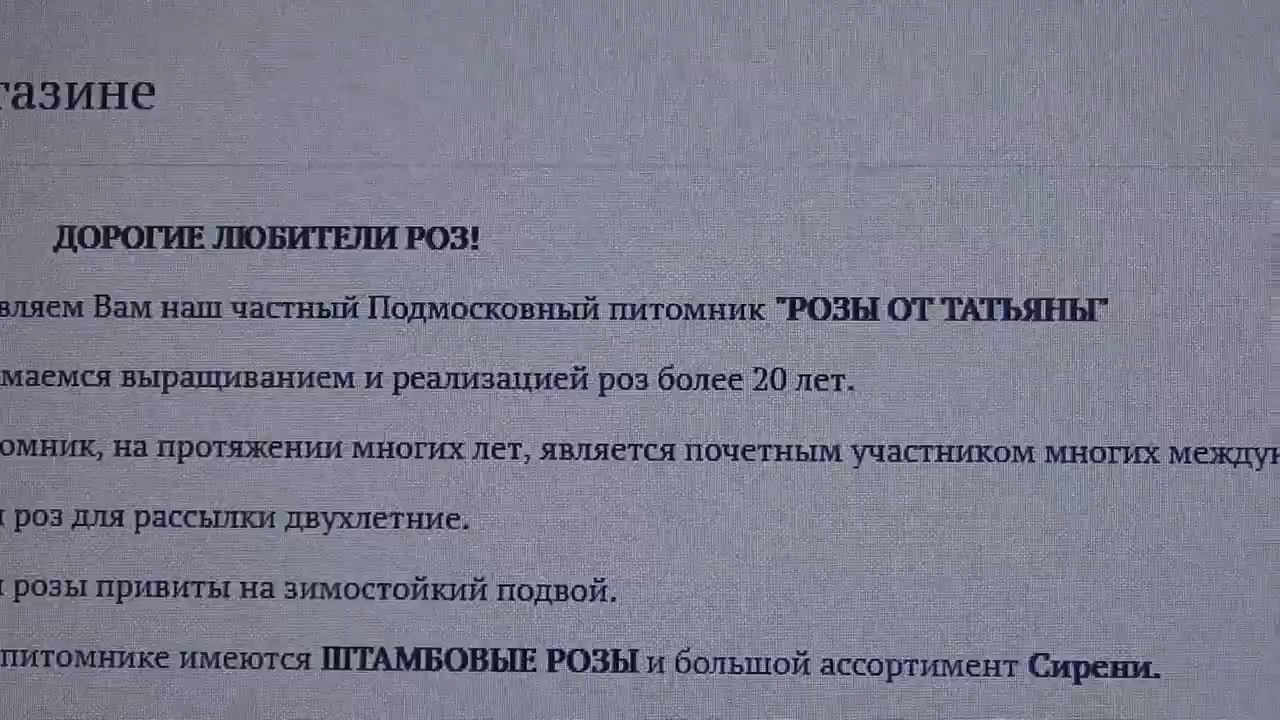 газине
ДОРОГИЕ ЛЮБИТЕЛИ РОЗ!
вляем Вам наш частный Подмосковный питомник "РОЗЫ ОТ ТАТЬЯНЫ"
маемся выращиванием и реализацией роз более 20 лет.
омник, на протяжении многих лет, является почетным участником многих между
роз для рассылки двухлетние.
розы привиты на зимостойкий подвой.
питомнике имеются ШТАМБОВЫЕ РОЗЫ и большой ассортимент Сирени.